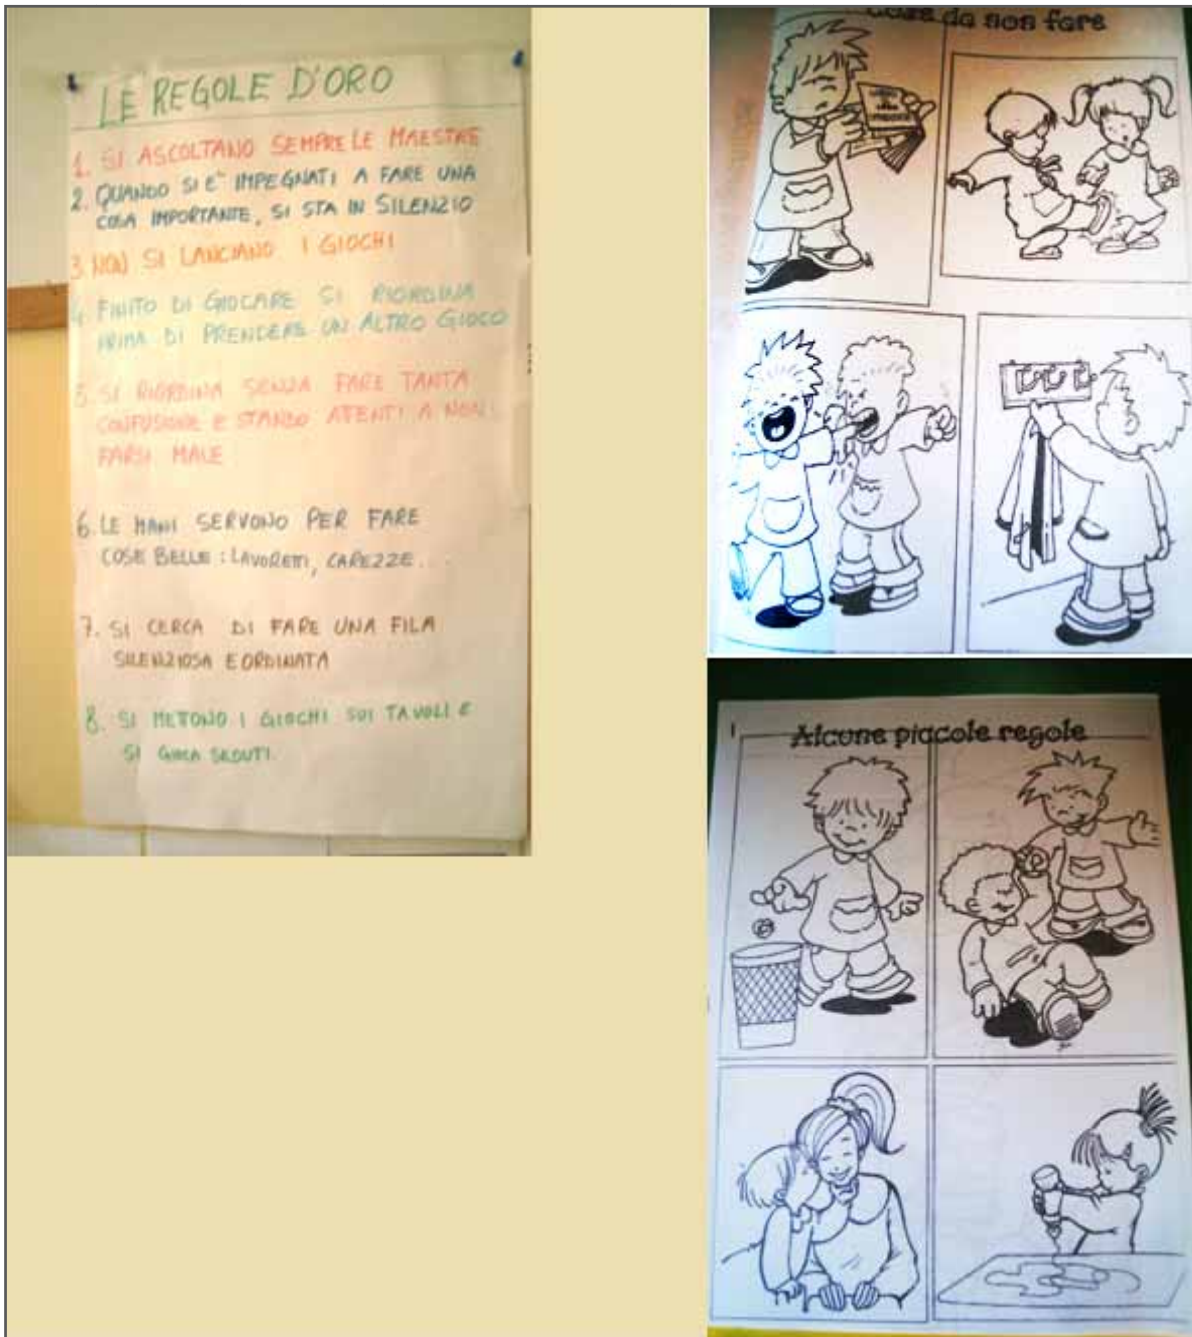 LE REGOLE D'ORO
1. SI ASCOLTANO SEMPRE LE MAESTRE
2. QUANDO SI E' IMPEGNATI A FARE UNA
COSA IMPORTANTE, SI STA IN SILENZIO
3. NON SI LANCIANO I GIOCHI
4. FINITO DI GIOCARE SI RIORDINA
PRIMA DI PRENDERE UN ALTRO GIOCO
5. SI RIORDINA SENZA FARE TANTA
CONFUSIONE E STANDO ATENTI A NON
FARSI MALE
6. LE MANI SERVONO PER FARE
COSE BELLE: LAVORETTI, CAREZZE...
7. SI CERCA DI FARE UNA FILA
SILENZIOSA E ORDINATA
8. SI METTONO I GIOCHI SUI TAVOLI E
SI GIOCA SEDUTI.
Cose da non fare
Alcune piccole regole